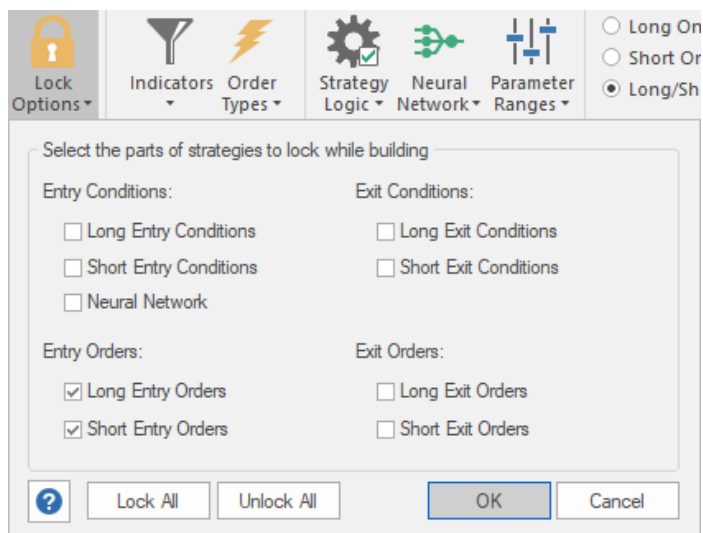 Lock Options
Indicators
Order Types
Strategy Logic
Neural Network
Parameter Ranges
Long On
Short Or
Long/Sh
Select the parts of strategies to lock while building
Entry Conditions:
Exit Conditions:
Long Entry Conditions
Long Exit Conditions
Short Entry Conditions
Short Exit Conditions
Neural Network
Entry Orders:
Exit Orders:
Long Entry Orders
Long Exit Orders
Short Entry Orders
Short Exit Orders
?
Lock All
Unlock All
OK
Cancel